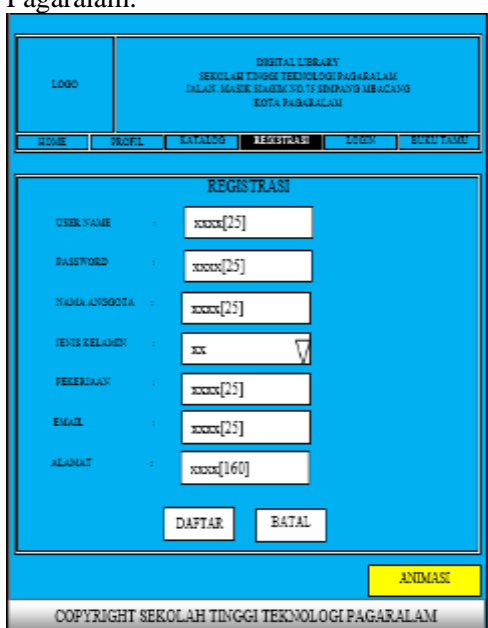 Pagaralam.
LOGO
DIGITAL LIBRARY
SEKOLAH TINGGI TEKNOLOGI PAGARALAM
JALAN. MASIK SIAGIM NO.75 SIMPANG MBACANG
KOTA PAGARALAM
HOME PROFIL KATALOG REGISTRASI LOGIN BUKU TAMU
REGISTRASI
USER NAME : xxxx[25]
PASSWORD : xxxx[25]
NAMA ANGGOTA : xxxx[25]
JENIS KELAMIN : xx
PEKERJAAN : xxxx[25]
EMAIL : xxxx[25]
ALAMAT : xxxx[160]
DAFTAR BATAL
ANIMASI
COPYRIGHT SEKOLAH TINGGI TEKNOLOGI PAGARALAM